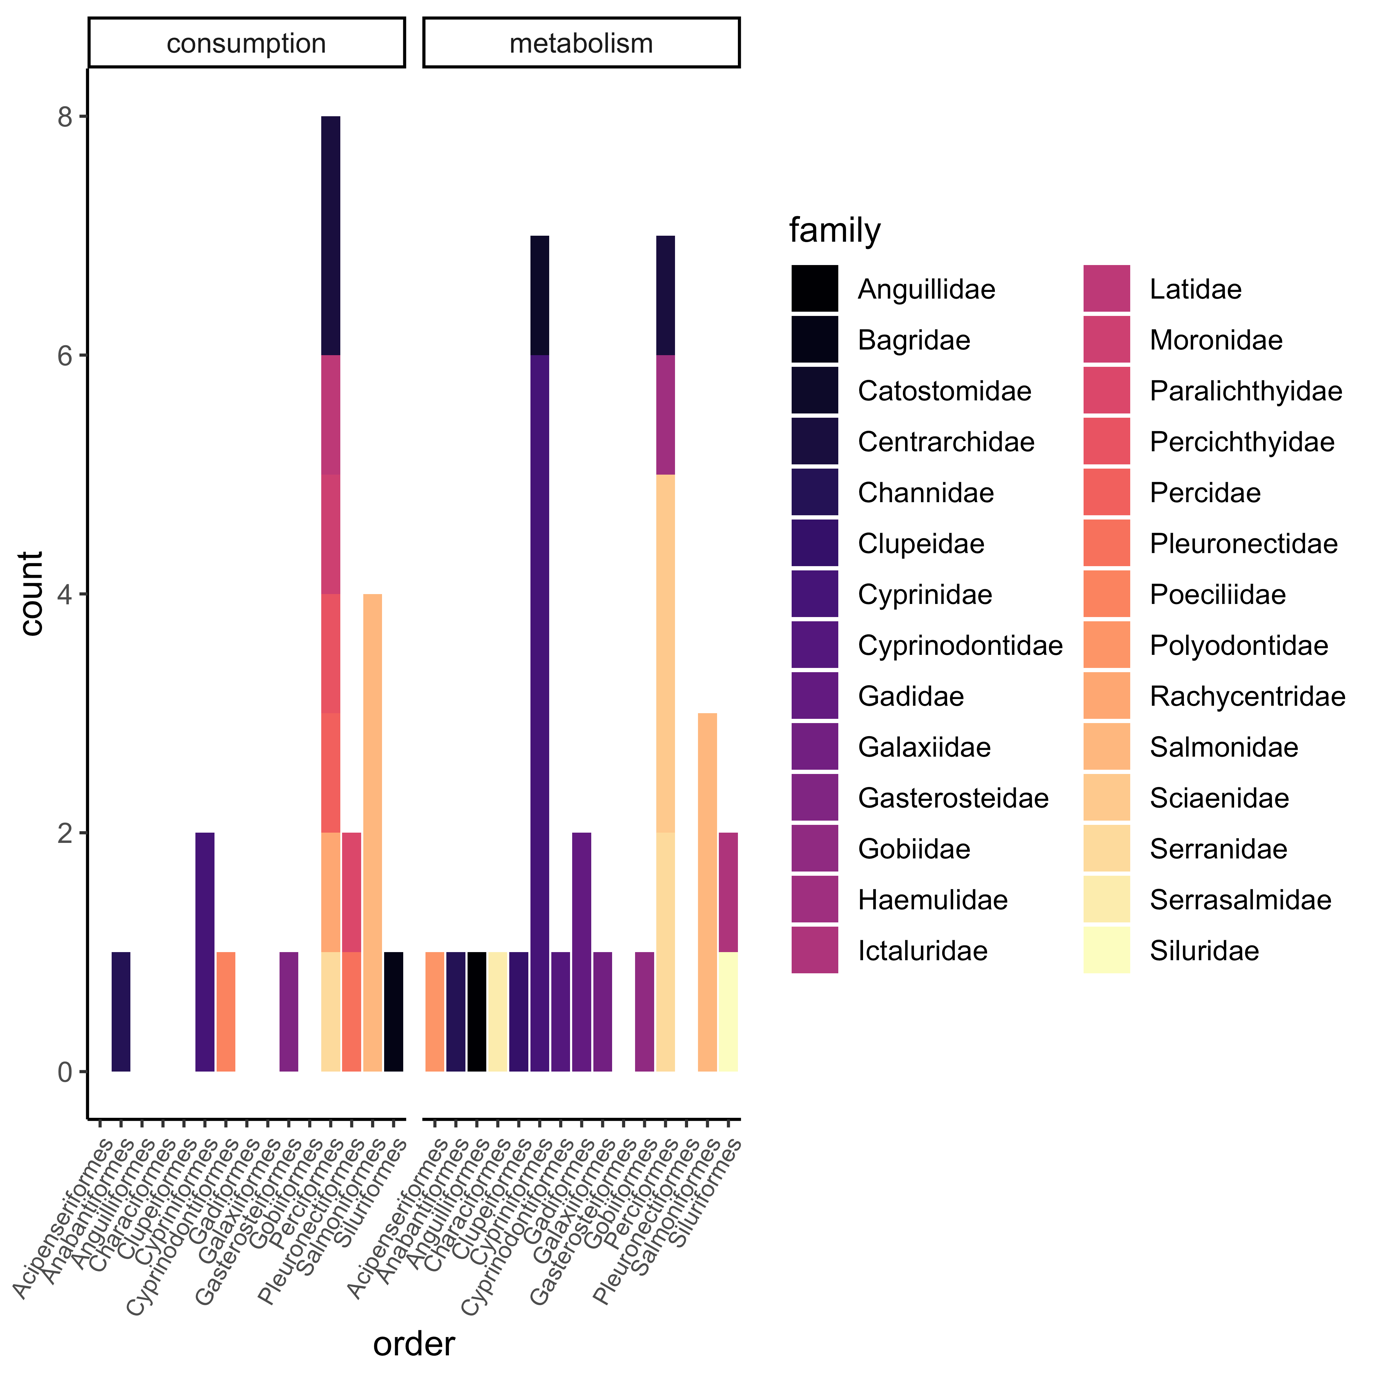 consumption
metabolism
8
6
4
2
0
count
Acipenseriformes
Anabantiformes
Anguilliformes
Characiformes
Clupeiformes
Cypriniformes
Cyprinodontiformes
Gadiformes
Galaxiiformes
Gasterosteiformes
Gobiiformes
Perciformes
Pleuronectiformes
Salmoniformes
Siluriformes
Acipenseriformes
Anabantiformes
Anguilliformes
Characiformes
Clupeiformes
Cypriniformes
Cyprinodontiformes
Gadiformes
Galaxiiformes
Gasterosteiformes
Gobiiformes
Perciformes
Pleuronectiformes
Salmoniformes
Siluriformes
order
family
Anguillidae
Bagridae
Catostomidae
Centrarchidae
Channidae
Clupeidae
Cyprinidae
Cyprinodontidae
Gadidae
Galaxiidae
Gasterosteidae
Gobiidae
Haemulidae
Ictaluridae
Latidae
Moronidae
Paralichthyidae
Percichthyidae
Percidae
Pleuronectidae
Poeciliidae
Polyodontidae
Rachycentridae
Salmonidae
Sciaenidae
Serranidae
Serrasalmidae
Siluridae